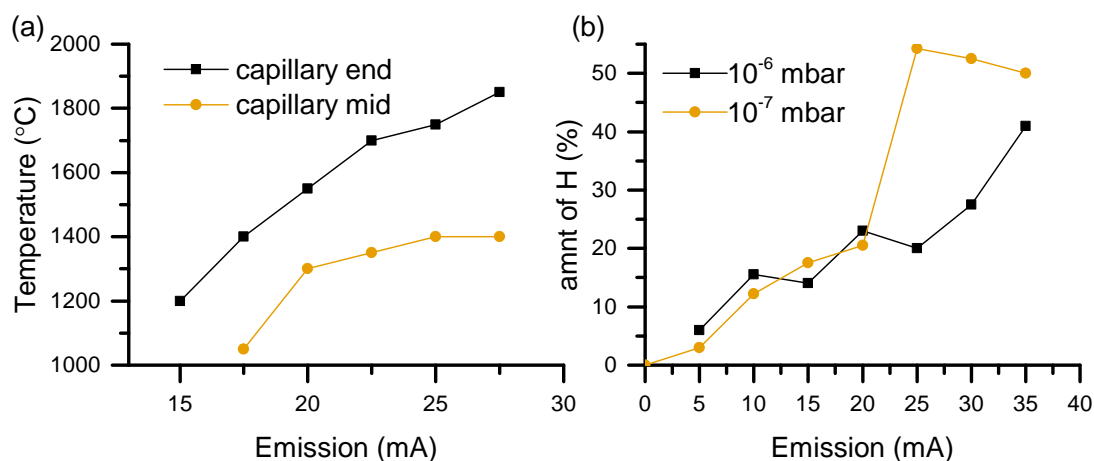 (a)
2000
1800
1600
1400
1200
1000
Temperature (°C)
capillary end
capillary mid
15
20
25
30
Emission (mA)
(b)
50
40
30
20
10
0
amnt of H (%)
10⁻⁶ mbar
10⁻⁷ mbar
0
5
10
15
20
25
30
35
40
Emission (mA)